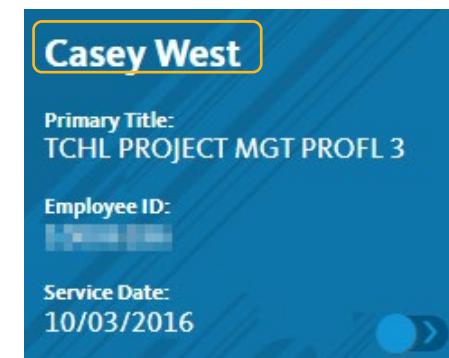 Casey West
Primary Title:
TCHL PROJECT MGT PROFL 3
Employee ID:
Service Date:
10/03/2016